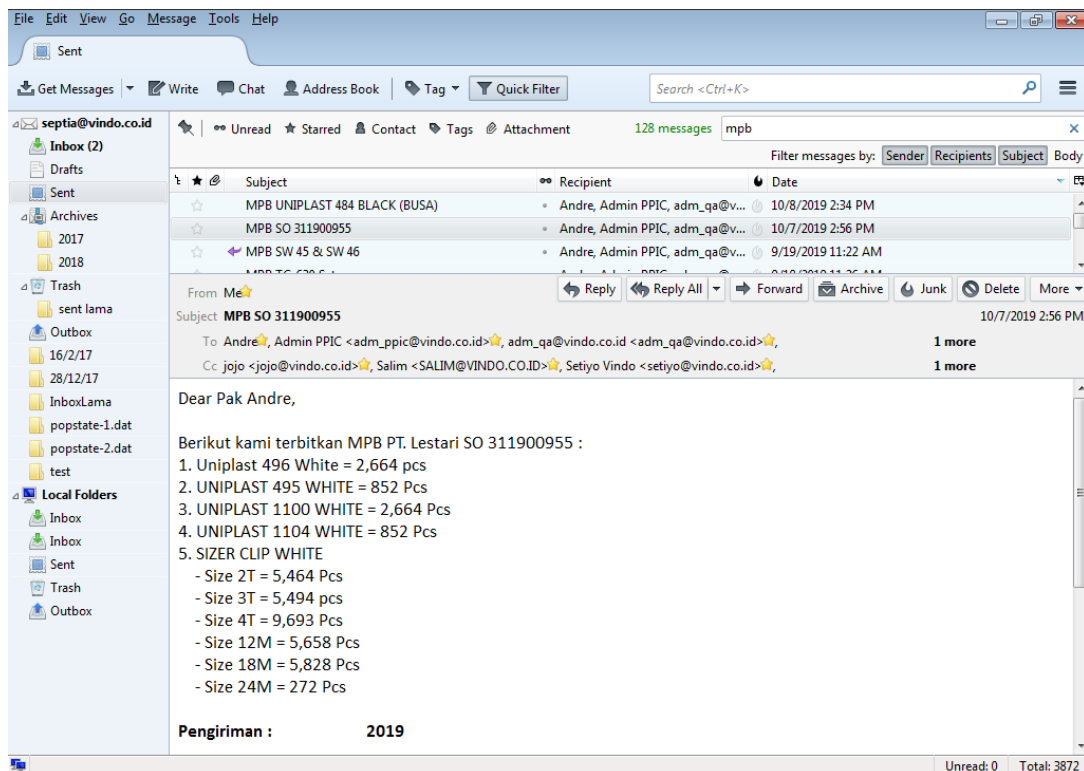 File Edit View Go Message Tools Help
Sent
Get Messages Write Chat Address Book Tag Quick Filter Search <Ctrl+K>
septia@vindo.co.id
Inbox (2)
Drafts
Sent
Archives
2017
2018
Trash
sent lama
Outbox
16/2/17
28/12/17
InboxLama
popstate-1.dat
popstate-2.dat
test
Local Folders
Inbox
Inbox
Sent
Trash
Outbox
Unread Starred Contact Tags Attachment 128 messages mpb
Filter messages by: Sender Recipients Subject Body
Subject Recipient Date
MPB UNIPLAST 484 BLACK (BUSA) Andre, Admin PPIC, adm_qa@v... 10/8/2019 2:34 PM
MPB SO 311900955 Andre, Admin PPIC, adm_qa@v... 10/7/2019 2:56 PM
MPB SW 45 & SW 46 Andre, Admin PPIC, adm_qa@v... 9/19/2019 11:22 AM
From Me Reply Reply All Forward Archive Junk Delete More
Subject MPB SO 311900955 10/7/2019 2:56 PM
To Andre, Admin PPIC <adm_ppic@vindo.co.id>, adm_qa@vindo.co.id <adm_qa@vindo.co.id>, 1 more
Cc jojo <jojo@vindo.co.id>, Salim <SALIM@VINDO.CO.ID>, Setiyo Vindo <setiyo@vindo.co.id>, 1 more
Dear Pak Andre,
Berikut kami terbitkan MPB PT. Lestari SO 311900955 :
1. Uniplast 496 White = 2,664 pcs
2. UNIPLAST 495 WHITE = 852 Pcs
3. UNIPLAST 1100 WHITE = 2,664 Pcs
4. UNIPLAST 1104 WHITE = 852 Pcs
5. SIZER CLIP WHITE
- Size 2T = 5,464 Pcs
- Size 3T = 5,494 pcs
- Size 4T = 9,693 Pcs
- Size 12M = 5,658 Pcs
- Size 18M = 5,828 Pcs
- Size 24M = 272 Pcs
Pengiriman : 2019
Unread: 0 Total: 3872